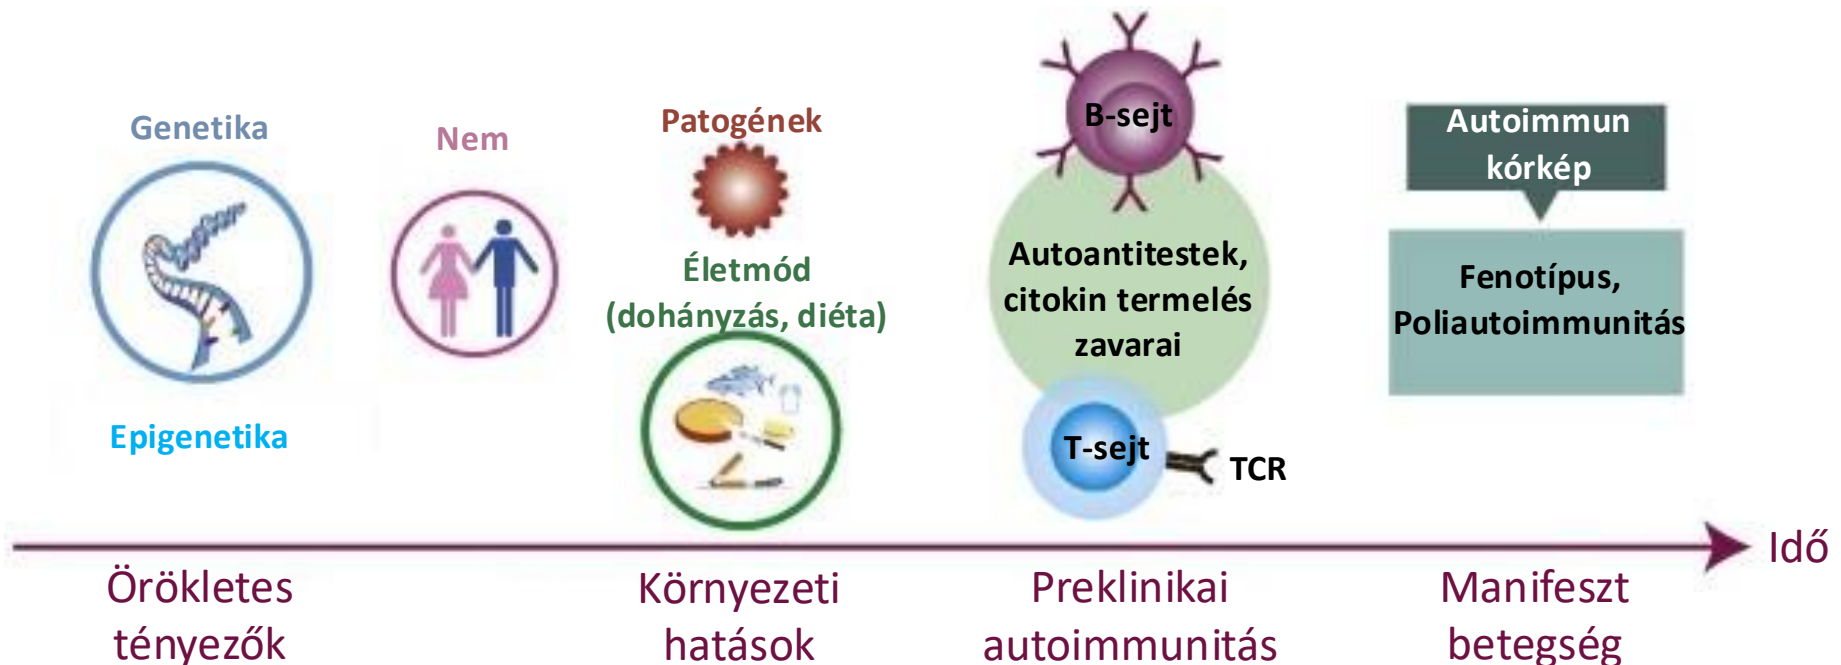 Genetika
Epigenetika
Nem
Patogének
Életmód
(dohányzás, diéta)
B-sejt
Autoantitestek,
citokin termelés
zavarai
T-sejt
TCR
Autoimmun
kórkép
Fenotípus,
Poliautoimmunitás
Idő
Örökletes
tényezők
Környezeti
hatások
Preklinikai
autoimmunitás
Manifeszt
betegség